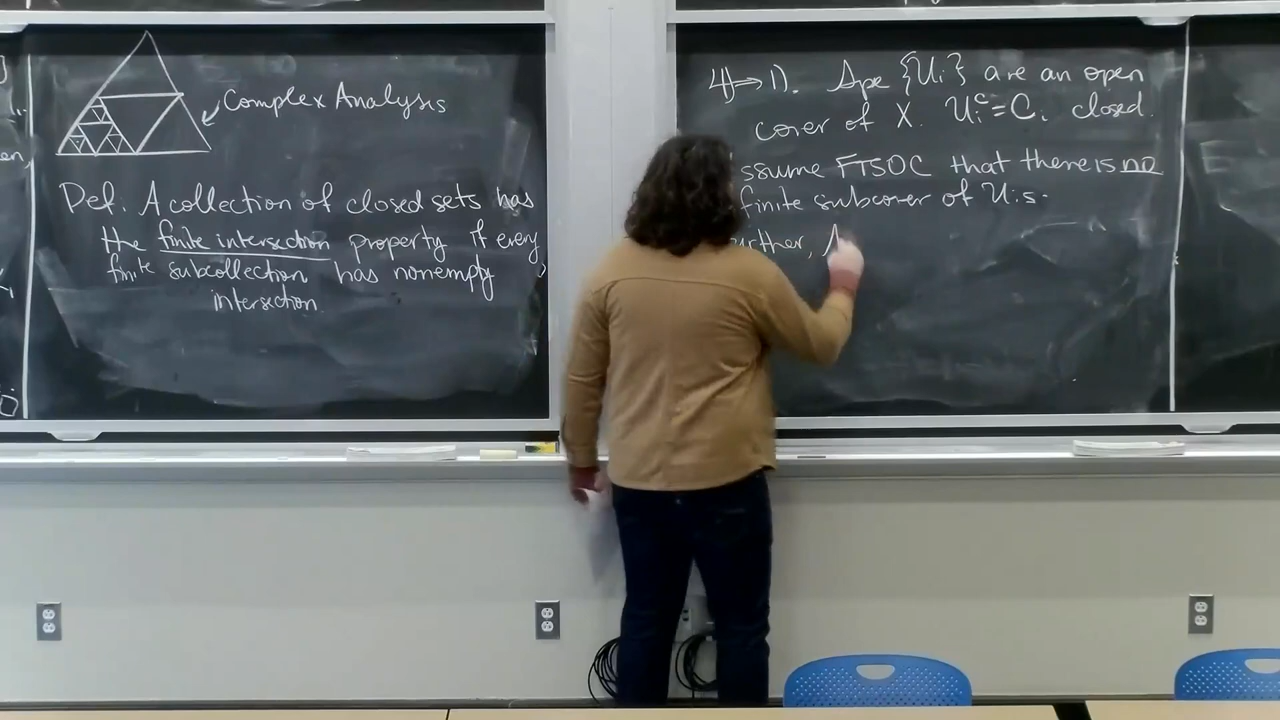 Complex Analysis
Def. A collection of closed sets has
the finite intersection property if every
finite subcollection has nonempty
intersection
4) → 1). Spse {Ui} are an open
cover of X. Ui^c = Ci closed.
ssume FTSOC that there is no
finite subcover of Ui's.
urther,